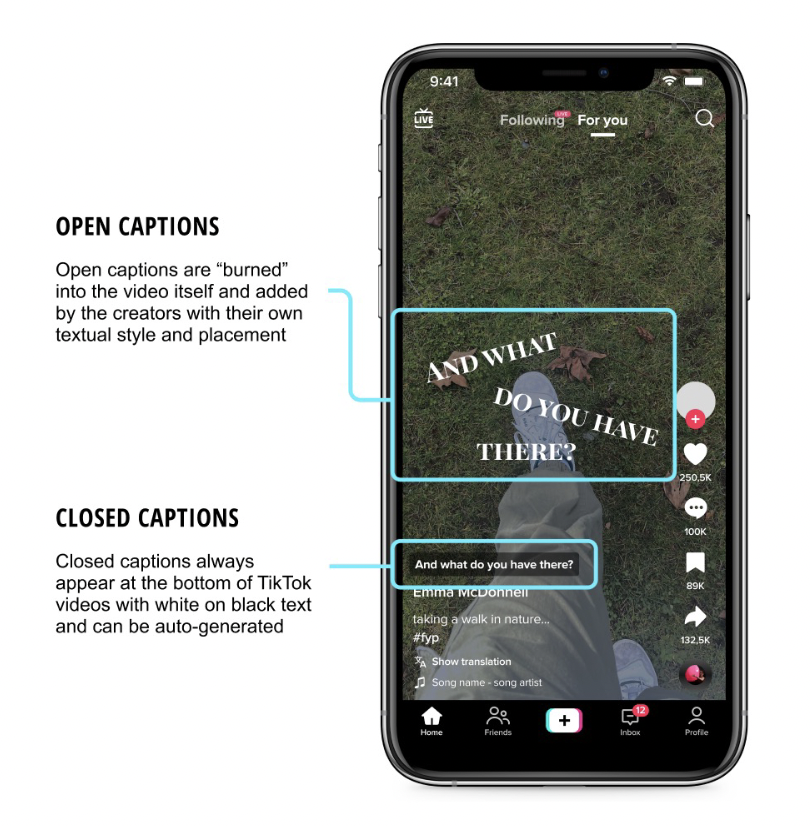 9:41
LIVE
Following LIVE For you
OPEN CAPTIONS
Open captions are “burned”
into the video itself and added
by the creators with their own
textual style and placement
AND WHAT
DO YOU HAVE
THERE?
250,5K
100K
89K
132,5K
CLOSED CAPTIONS
Closed captions always
appear at the bottom of TikTok
videos with white on black text
and can be auto-generated
And what do you have there?
Emma McDonnell
taking a walk in nature...
#fyp
Show translation
Song name - song artist
Home
Friends
12
Inbox
Profile